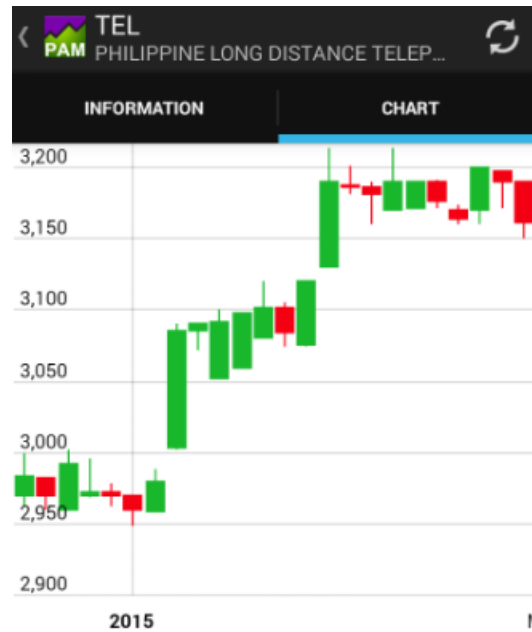 TEL
PAM
PHILIPPINE LONG DISTANCE TELEP...
INFORMATION
CHART
3,200
3,150
3,100
3,050
3,000
2,950
2,900
2015